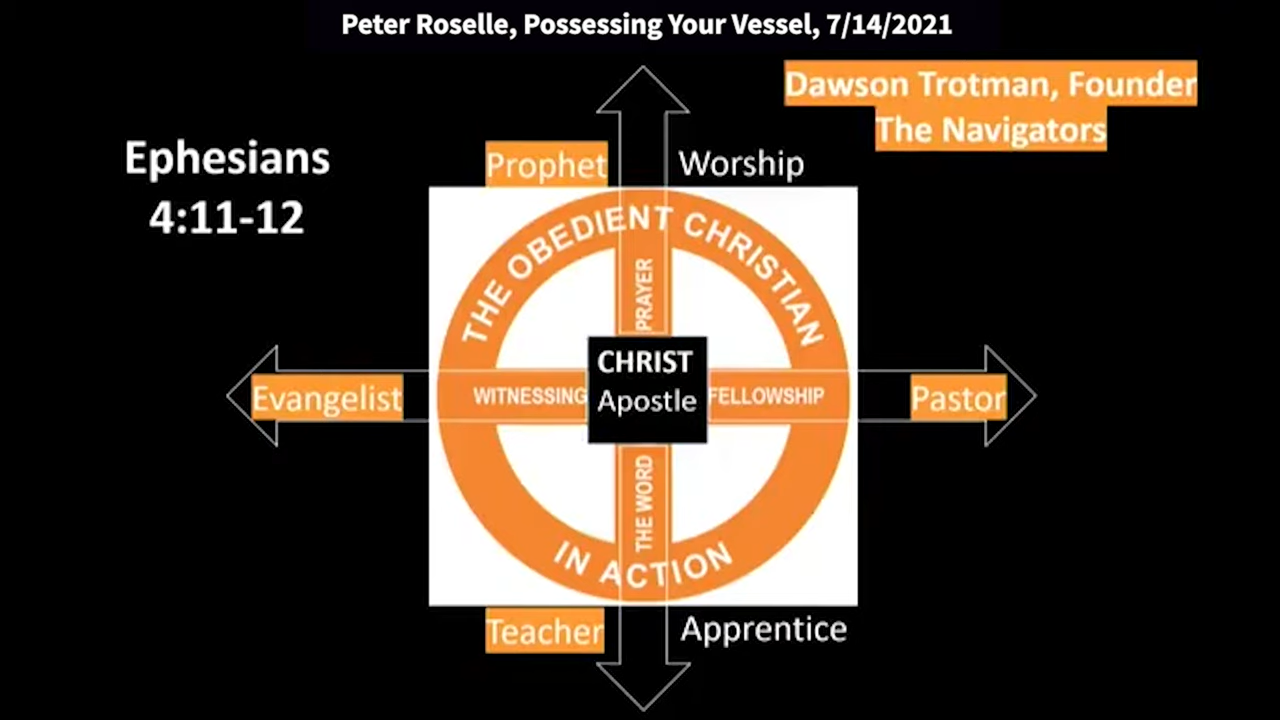 Peter Roselle, Possessing Your Vessel, 7/14/2021
Dawson Trotman, Founder
The Navigators
Ephesians
4:11-12
Prophet
Worship
THE OBEDIENT CHRISTIAN
PRAYER
Evangelist
WITNESSING
CHRIST
Apostle
FELLOWSHIP
Pastor
THE WORD
IN ACTION
Teacher
Apprentice